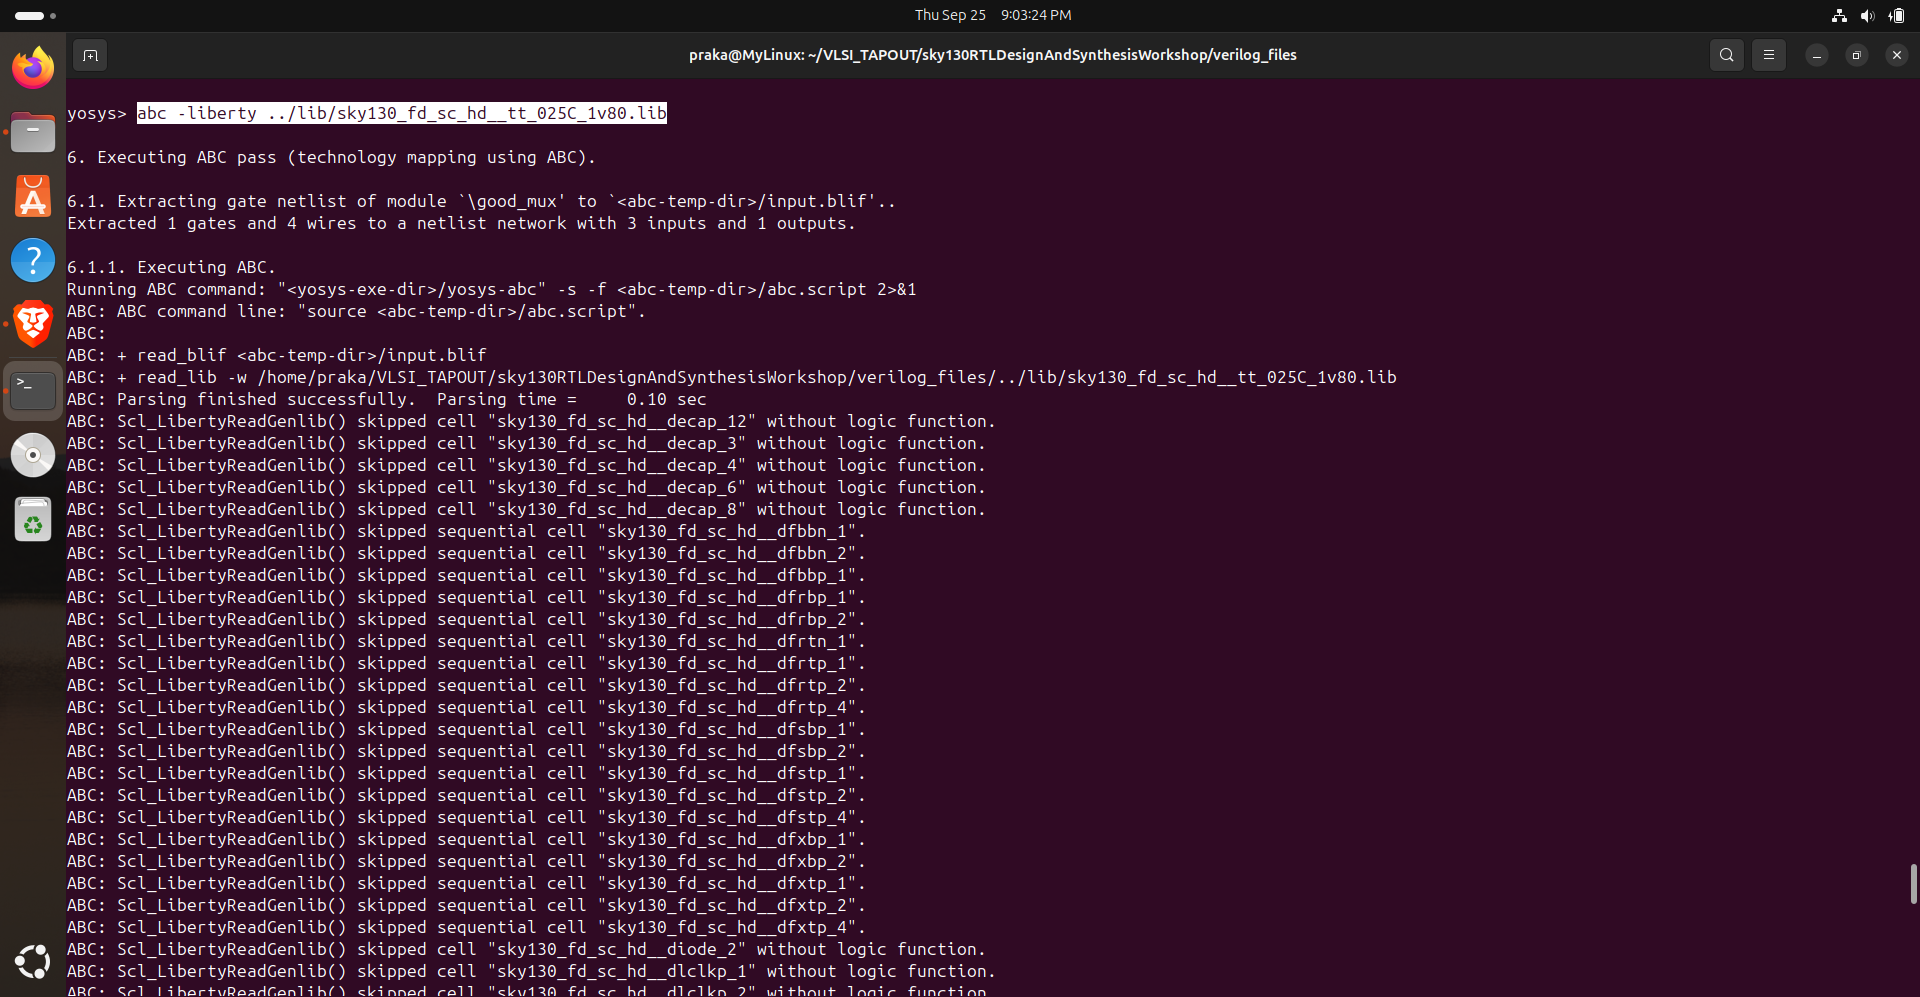 Thu Sep 25 9:03:24 PM
praka@MyLinux: ~/VLSI_TAPOUT/sky130RTLDesignAndSynthesisWorkshop/verilog_files
yosys> abc -liberty ../lib/sky130_fd_sc_hd__tt_025C_1v80.lib
6. Executing ABC pass (technology mapping using ABC).
6.1. Extracting gate netlist of module `\good_mux' to `<abc-temp-dir>/input.blif'..
Extracted 1 gates and 4 wires to a netlist network with 3 inputs and 1 outputs.
6.1.1. Executing ABC.
Running ABC command: "<yosys-exe-dir>/yosys-abc" -s -f <abc-temp-dir>/abc.script 2>&1
ABC: ABC command line: "source <abc-temp-dir>/abc.script".
ABC:
ABC: + read_blif <abc-temp-dir>/input.blif
ABC: + read_lib -w /home/praka/VLSI_TAPOUT/sky130RTLDesignAndSynthesisWorkshop/verilog_files/../lib/sky130_fd_sc_hd__tt_025C_1v80.lib
ABC: Parsing finished successfully.  Parsing time =     0.10 sec
ABC: Scl_LibertyReadGenlib() skipped cell "sky130_fd_sc_hd__decap_12" without logic function.
ABC: Scl_LibertyReadGenlib() skipped cell "sky130_fd_sc_hd__decap_3" without logic function.
ABC: Scl_LibertyReadGenlib() skipped cell "sky130_fd_sc_hd__decap_4" without logic function.
ABC: Scl_LibertyReadGenlib() skipped cell "sky130_fd_sc_hd__decap_6" without logic function.
ABC: Scl_LibertyReadGenlib() skipped cell "sky130_fd_sc_hd__decap_8" without logic function.
ABC: Scl_LibertyReadGenlib() skipped sequential cell "sky130_fd_sc_hd__dfbbn_1".
ABC: Scl_LibertyReadGenlib() skipped sequential cell "sky130_fd_sc_hd__dfbbn_2".
ABC: Scl_LibertyReadGenlib() skipped sequential cell "sky130_fd_sc_hd__dfbbp_1".
ABC: Scl_LibertyReadGenlib() skipped sequential cell "sky130_fd_sc_hd__dfrbp_1".
ABC: Scl_LibertyReadGenlib() skipped sequential cell "sky130_fd_sc_hd__dfrbp_2".
ABC: Scl_LibertyReadGenlib() skipped sequential cell "sky130_fd_sc_hd__dfrtn_1".
ABC: Scl_LibertyReadGenlib() skipped sequential cell "sky130_fd_sc_hd__dfrtp_1".
ABC: Scl_LibertyReadGenlib() skipped sequential cell "sky130_fd_sc_hd__dfrtp_2".
ABC: Scl_LibertyReadGenlib() skipped sequential cell "sky130_fd_sc_hd__dfrtp_4".
ABC: Scl_LibertyReadGenlib() skipped sequential cell "sky130_fd_sc_hd__dfsbp_1".
ABC: Scl_LibertyReadGenlib() skipped sequential cell "sky130_fd_sc_hd__dfsbp_2".
ABC: Scl_LibertyReadGenlib() skipped sequential cell "sky130_fd_sc_hd__dfstp_1".
ABC: Scl_LibertyReadGenlib() skipped sequential cell "sky130_fd_sc_hd__dfstp_2".
ABC: Scl_LibertyReadGenlib() skipped sequential cell "sky130_fd_sc_hd__dfstp_4".
ABC: Scl_LibertyReadGenlib() skipped sequential cell "sky130_fd_sc_hd__dfxbp_1".
ABC: Scl_LibertyReadGenlib() skipped sequential cell "sky130_fd_sc_hd__dfxbp_2".
ABC: Scl_LibertyReadGenlib() skipped sequential cell "sky130_fd_sc_hd__dfxtp_1".
ABC: Scl_LibertyReadGenlib() skipped sequential cell "sky130_fd_sc_hd__dfxtp_2".
ABC: Scl_LibertyReadGenlib() skipped sequential cell "sky130_fd_sc_hd__dfxtp_4".
ABC: Scl_LibertyReadGenlib() skipped cell "sky130_fd_sc_hd__diode_2" without logic function.
ABC: Scl_LibertyReadGenlib() skipped cell "sky130_fd_sc_hd__dlclkp_1" without logic function.
ABC: Scl_LibertyReadGenlib() skipped cell "sky130_fd_sc_hd__dlclkp_2" without logic function